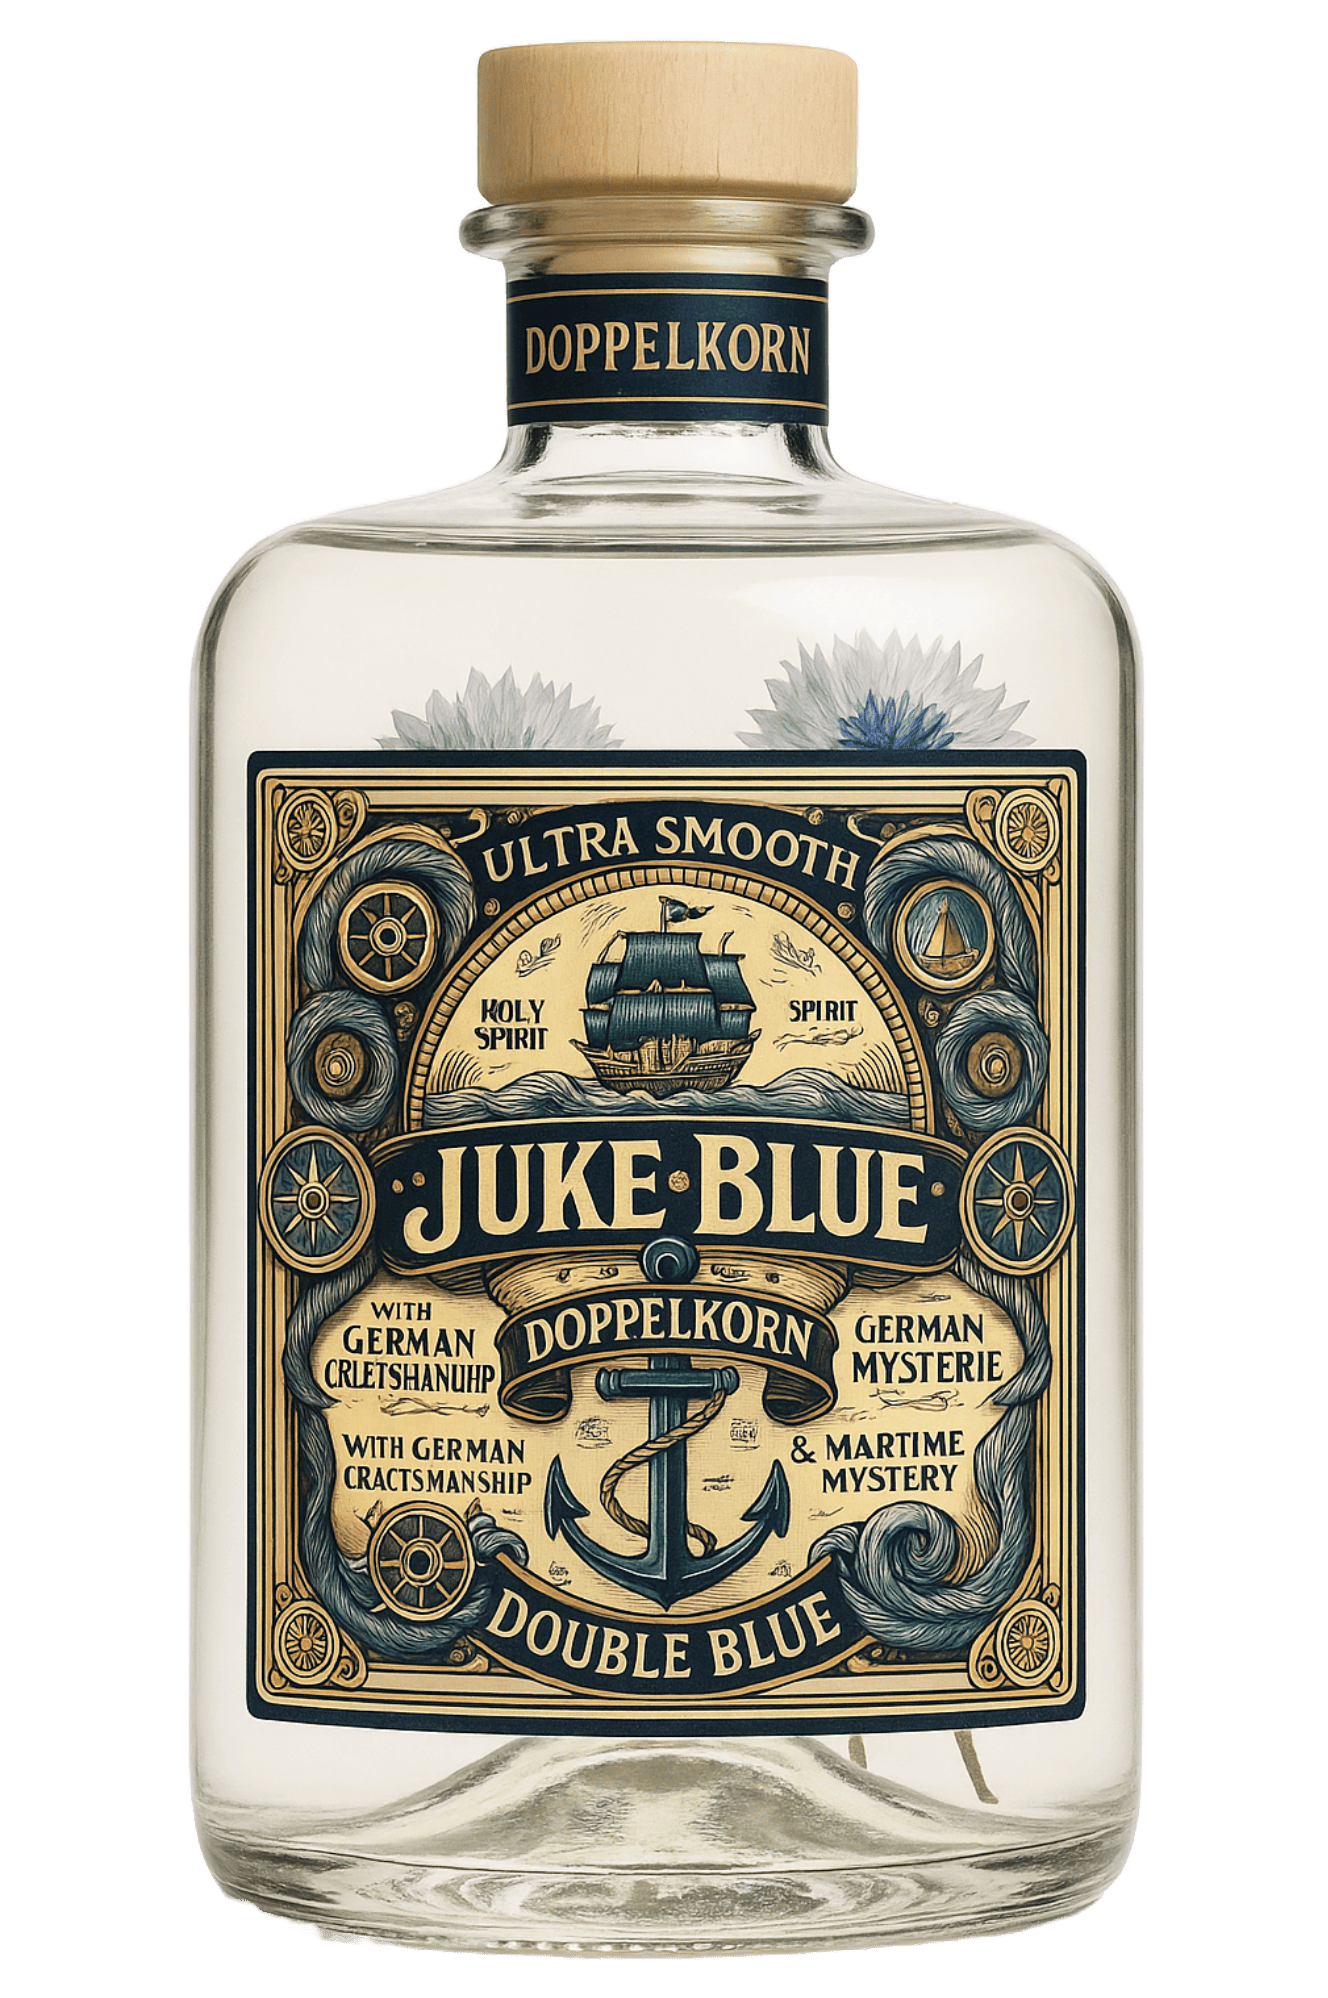 DOPPELKORN
ULTRA SMOOTH
HOLY
SPIRIT
SPIRIT
JUKE·BLUE
DOPPELKORN
WITH
GERMAN
CRLETSHANUHP
GERMAN
MYSTERIE
WITH GERMAN
CRACTSMANSHIP
& MARTIME
MYSTERY
DOUBLE BLUE